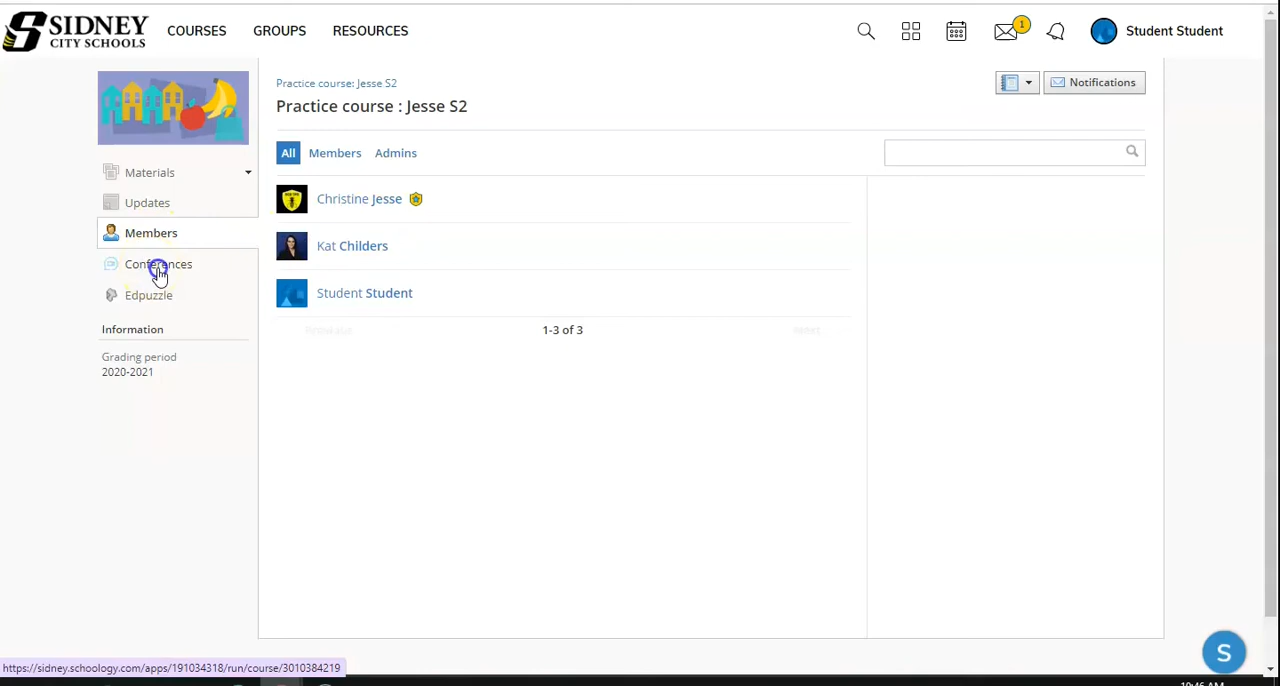 SIDNEY
CITY SCHOOLS
COURSES GROUPS RESOURCES
1
Student Student
Practice course: Jesse S2
Practice course : Jesse S2
Notifications
All Members Admins
Materials
Updates
Members
Conferences
Edpuzzle
Information
Grading period
2020-2021
Christine Jesse
Kat Childers
Student Student
1-3 of 3
next
S
https://sidney.schoology.com/apps/191034318/run/course/3010384219